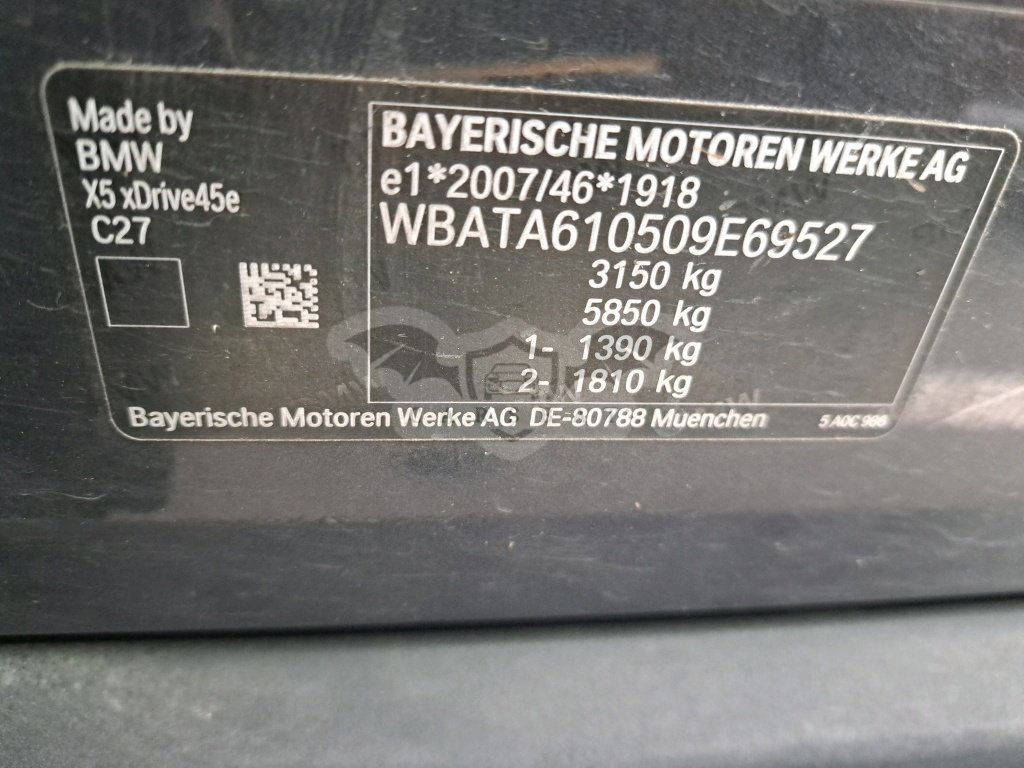 Made by
BMW
X5 xDrive45e
C27
BAYERISCHE MOTOREN WERKE AG
e1*2007/46*1918
WBATA610509E69527
3150 kg
5850 kg
1- 1390 kg
2- 1810 kg
Bayerische Motoren Werke AG DE-80788 Muenchen
5 A0C 986